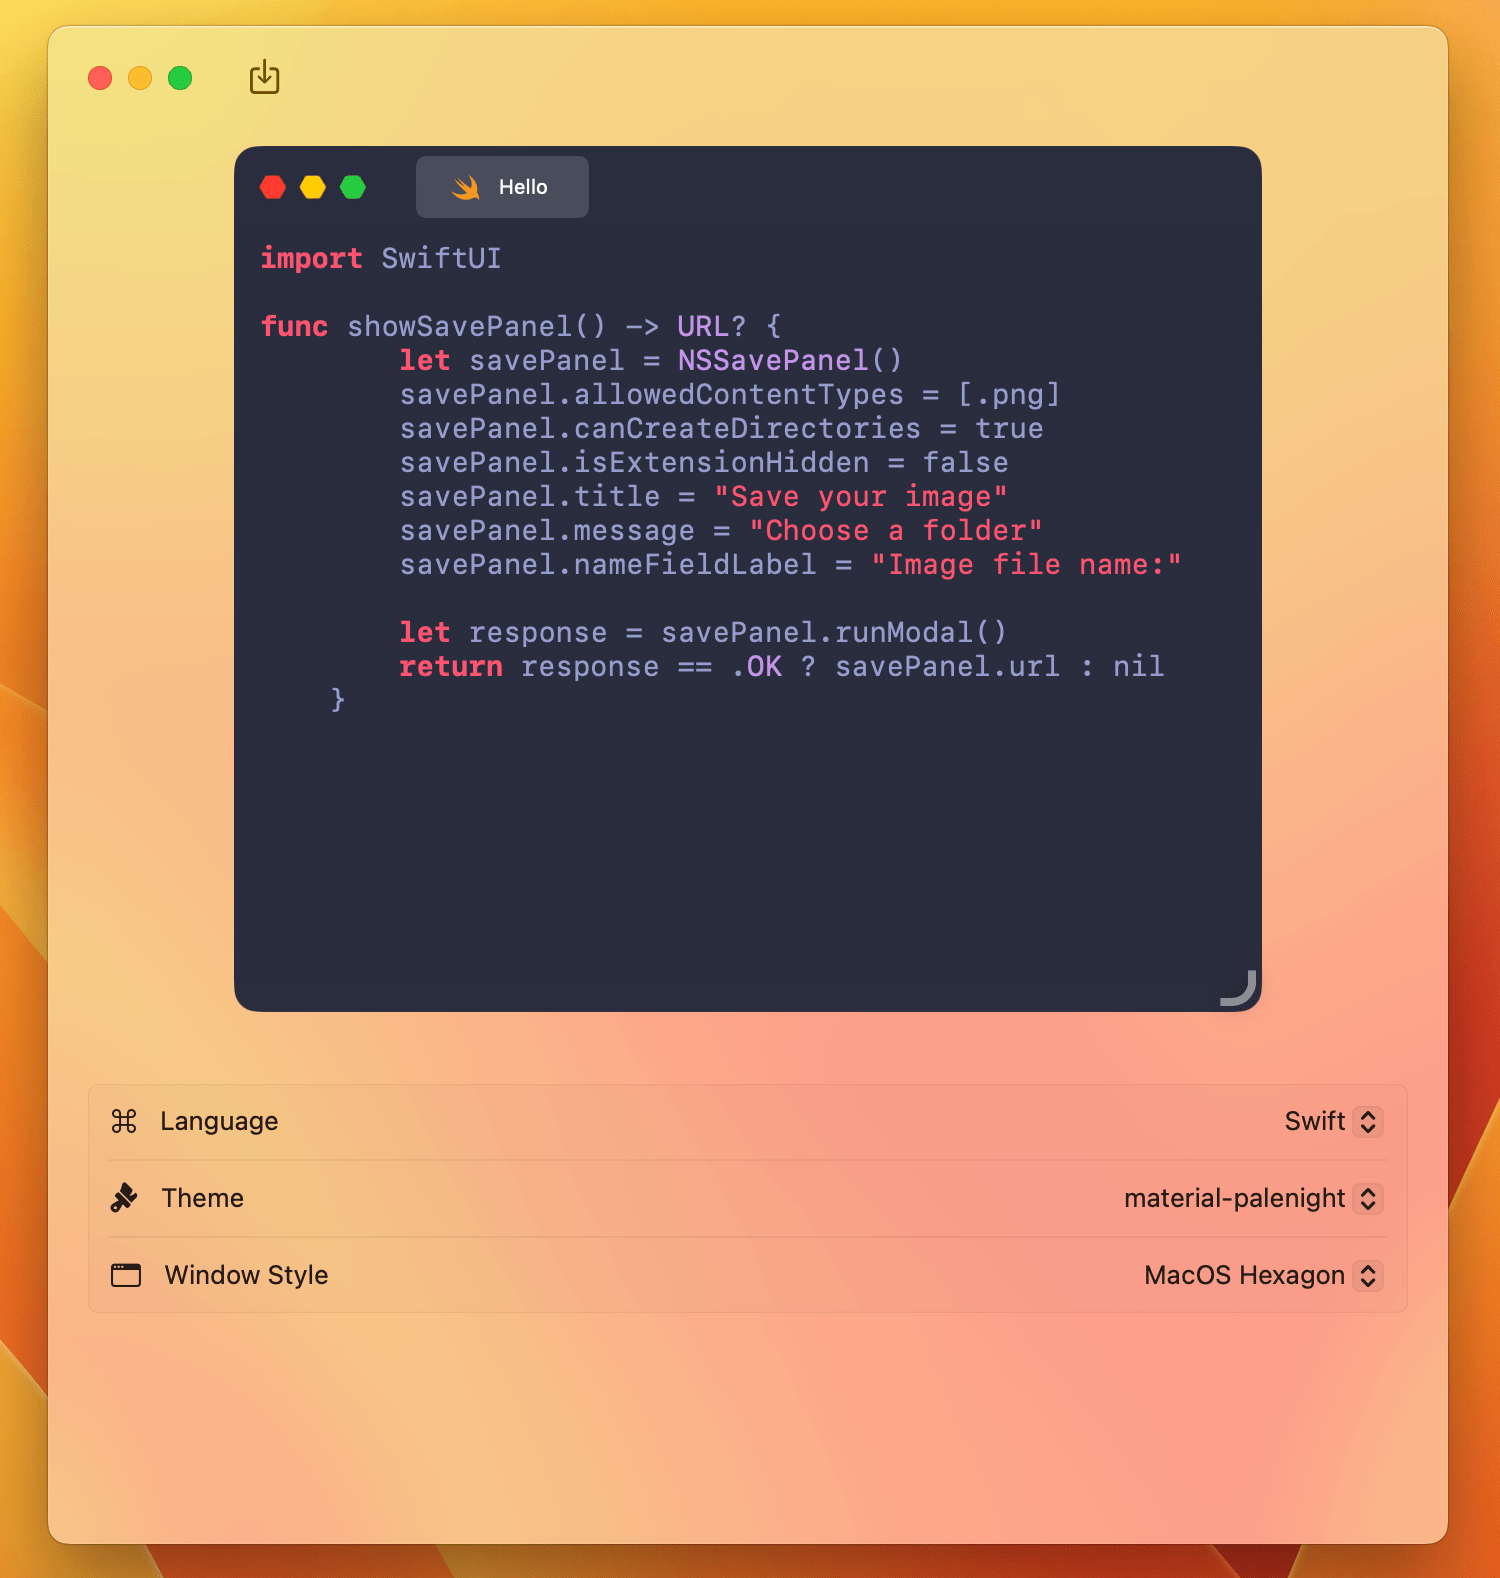 Hello
import SwiftUI
func showSavePanel() -> URL? {
let savePanel = NSSavePanel()
savePanel.allowedContentTypes = [.png]
savePanel.canCreateDirectories = true
savePanel.isExtensionHidden = false
savePanel.title = "Save your image"
savePanel.message = "Choose a folder"
savePanel.nameFieldLabel = "Image file name:"
let response = savePanel.runModal()
return response == .OK ? savePanel.url : nil
}
Language Swift
Theme material-palenight
Window Style MacOS Hexagon